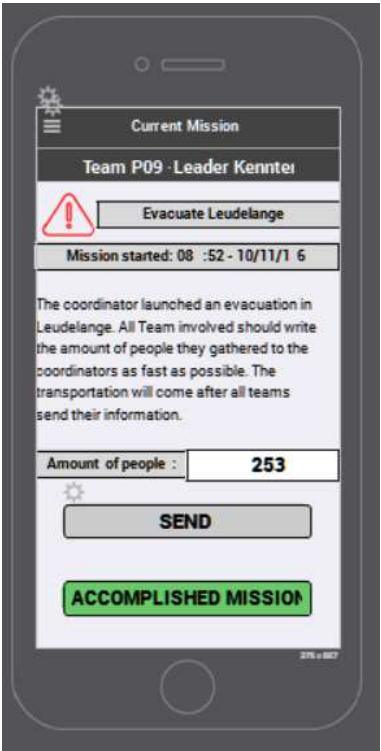 Current Mission
Team P09 - Leader Kennter
Evacuate Leudelange
Mission started: 08 :52 - 10/11/1 6
The coordinator launched an evacuation in
Leudelange. All Team involved should write
the amount of people they gathered to the
coordinators as fast as possible. The
transportation will come after all teams
send their information.
Amount of people : 253
SEND
ACCOMPLISHED MISSION